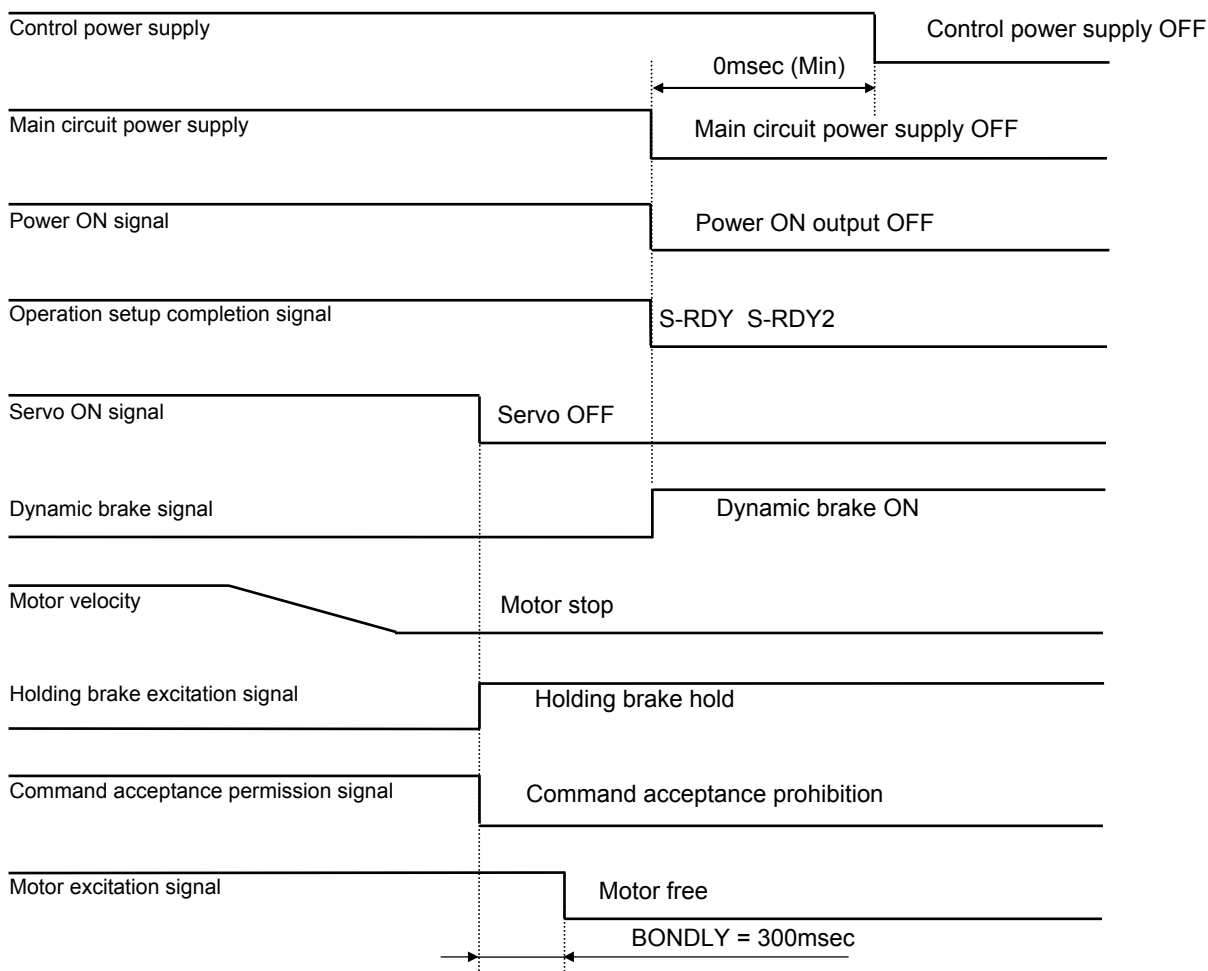 Control power supply
Control power supply OFF
0msec (Min)
Main circuit power supply
Main circuit power supply OFF
Power ON signal
Power ON output OFF
Operation setup completion signal
S-RDY S-RDY2
Servo ON signal
Servo OFF
Dynamic brake signal
Dynamic brake ON
Motor velocity
Motor stop
Holding brake excitation signal
Holding brake hold
Command acceptance permission signal
Command acceptance prohibition
Motor excitation signal
Motor free
BONDLY = 300msec